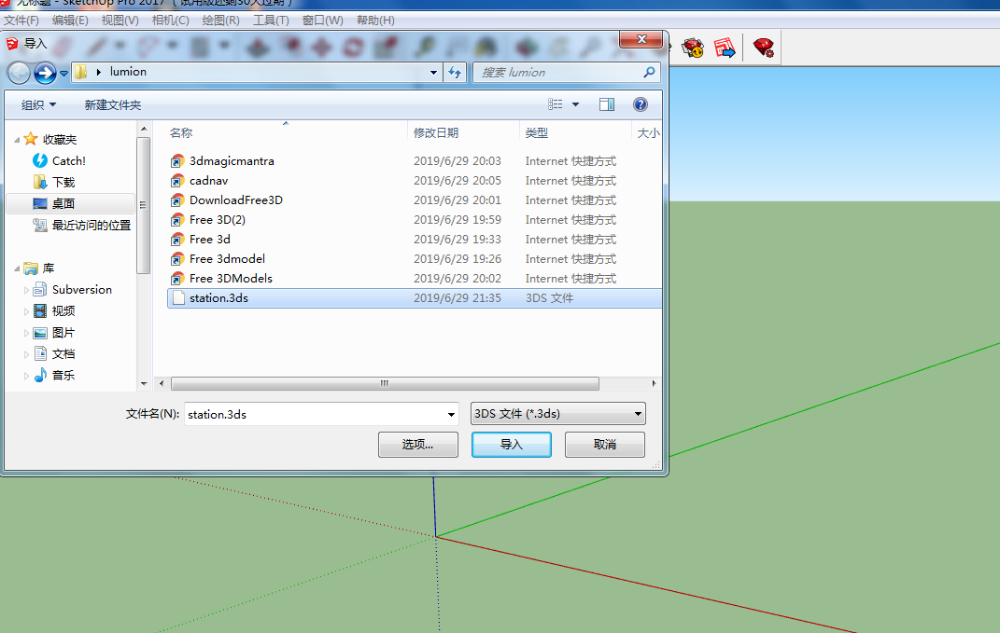 无标题 - SketchUp Pro 2017 （试用版还剩30天过期）
文件(F) 编辑(E) 视图(V) 相机(C) 绘图(R) 工具(T) 窗口(W) 帮助(H)
导入
lumion
搜索 lumion
组织
新建文件夹
名称 修改日期 类型 大小
收藏夹
Catch!
下载
桌面
最近访问的位置
库
Subversion
视频
图片
文档
音乐
3dmagicmantra 2019/6/29 20:03 Internet 快捷方式
cadnav 2019/6/29 20:05 Internet 快捷方式
DownloadFree3D 2019/6/29 20:01 Internet 快捷方式
Free 3D(2) 2019/6/29 19:59 Internet 快捷方式
Free 3d 2019/6/29 19:33 Internet 快捷方式
Free 3dmodel 2019/6/29 19:26 Internet 快捷方式
Free 3DModels 2019/6/29 20:02 Internet 快捷方式
station.3ds 2019/6/29 21:35 3DS 文件
文件名(N): station.3ds
3DS 文件 (*.3ds)
选项... 导入 取消